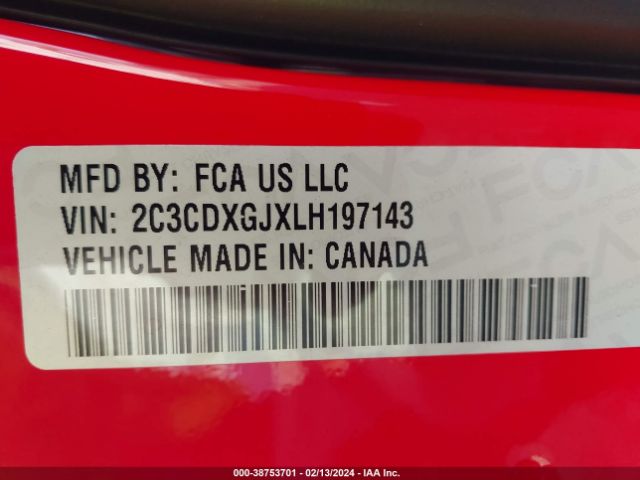 MFD BY: FCA US LLC
VIN: 2C3CDXGJXLH197143
VEHICLE MADE IN: CANADA
000-38753701 - 02/13/2024 - IAA Inc.